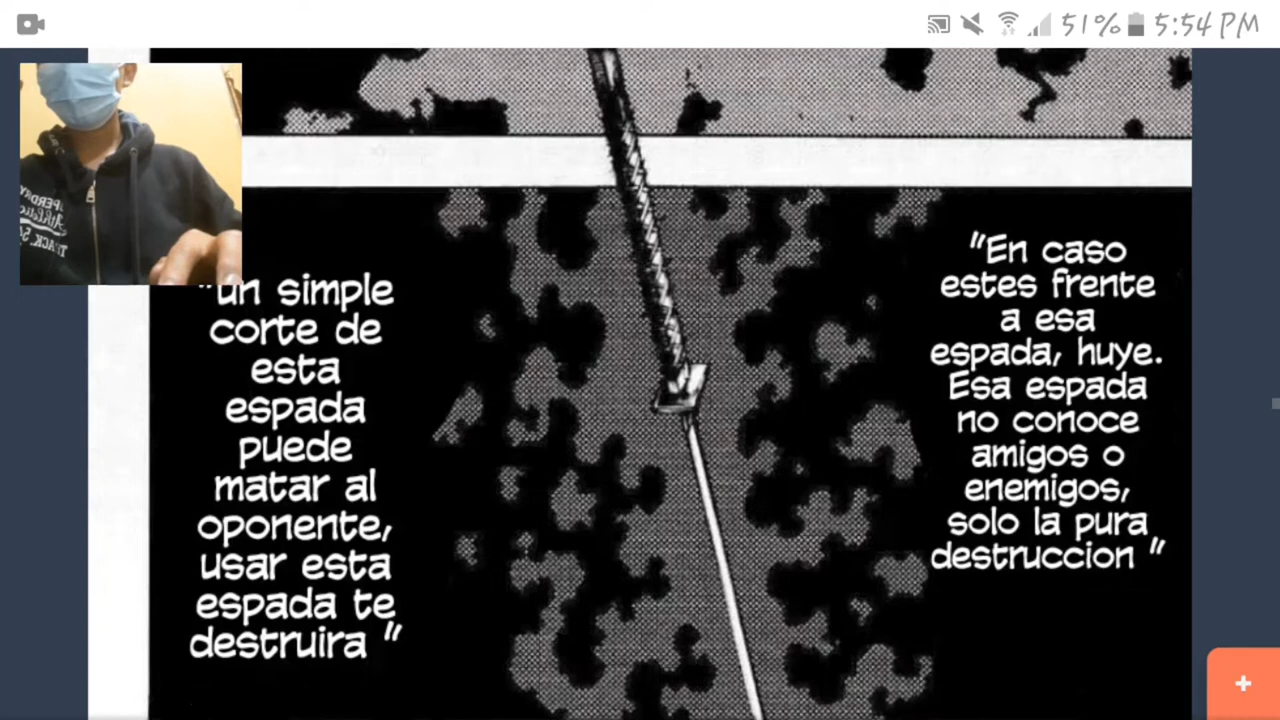 51% 5:54 PM
"un simple
corte de
esta
espada
puede
matar al
oponente,
usar esta
espada te
destruira "
"En caso
estes frente
a esa
espada, huye.
Esa espada
no conoce
amigos o
enemigos,
solo la pura
destruccion "
+